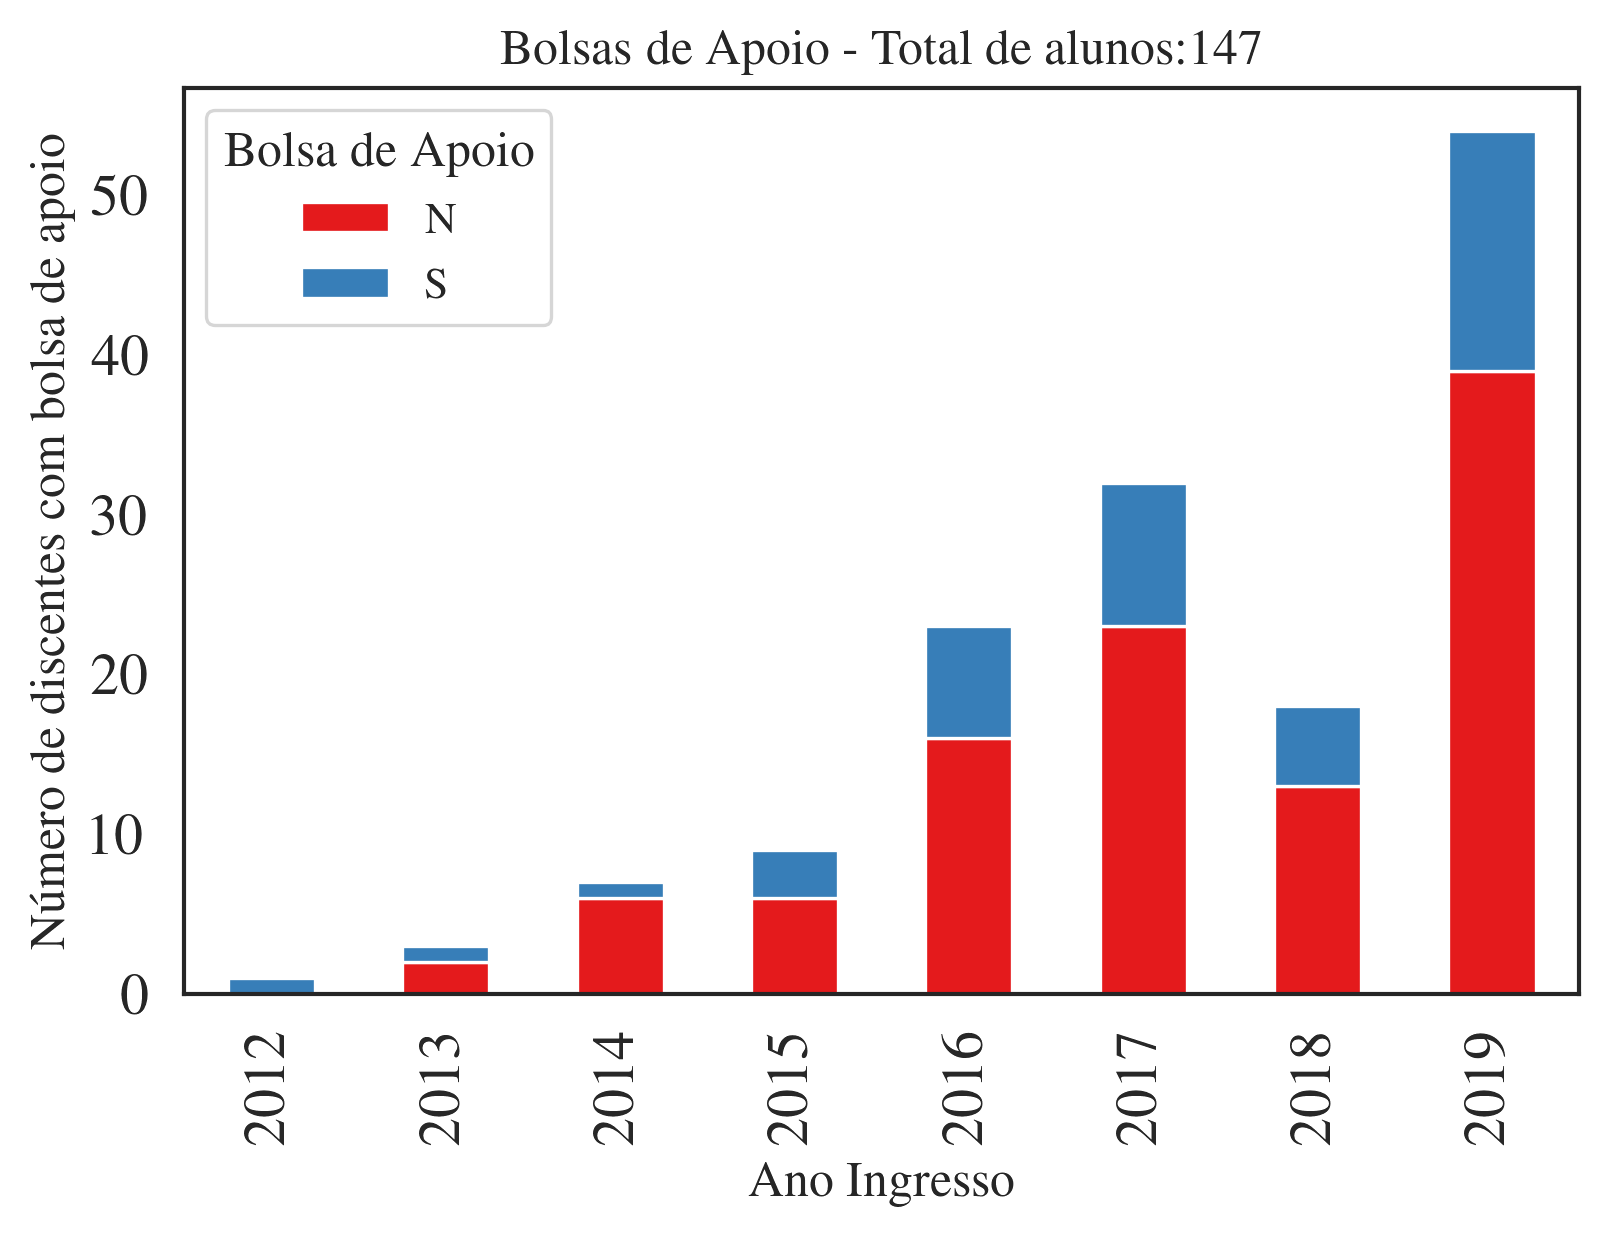 Bolsas de Apoio - Total de alunos:147
Bolsa de Apoio
N
S
Número de discentes com bolsa de apoio
50
40
30
20
10
0
2012
2013
2014
2015
2016
2017
2018
2019
Ano Ingresso